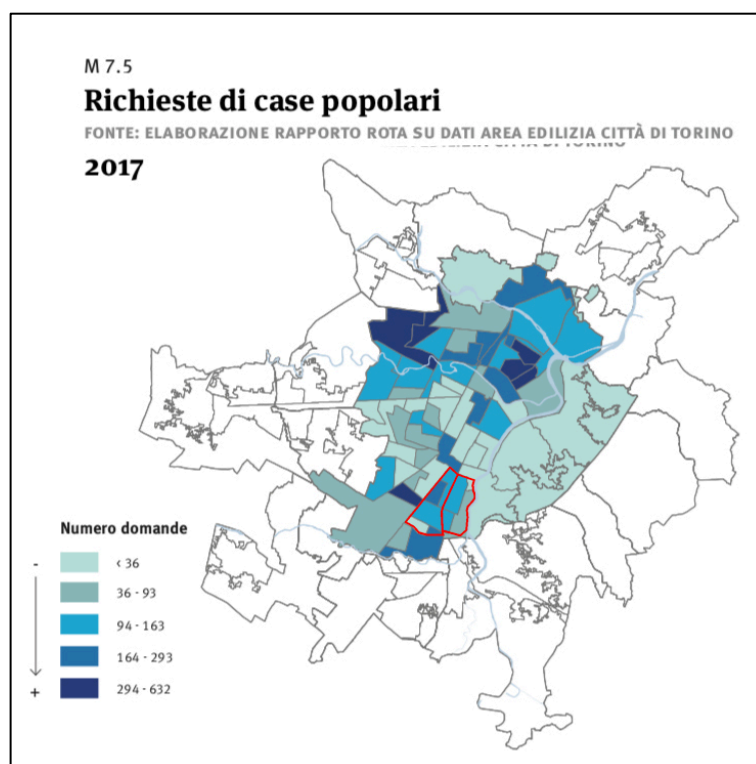 M 7.5
Richieste di case popolari
FONTE: ELABORAZIONE RAPPORTO ROTA SU DATI AREA EDILIZIA CITTÀ DI TORINO
2017
Numero domande
-
< 36
36 - 93
94 - 163
164 - 293
+
294 - 632